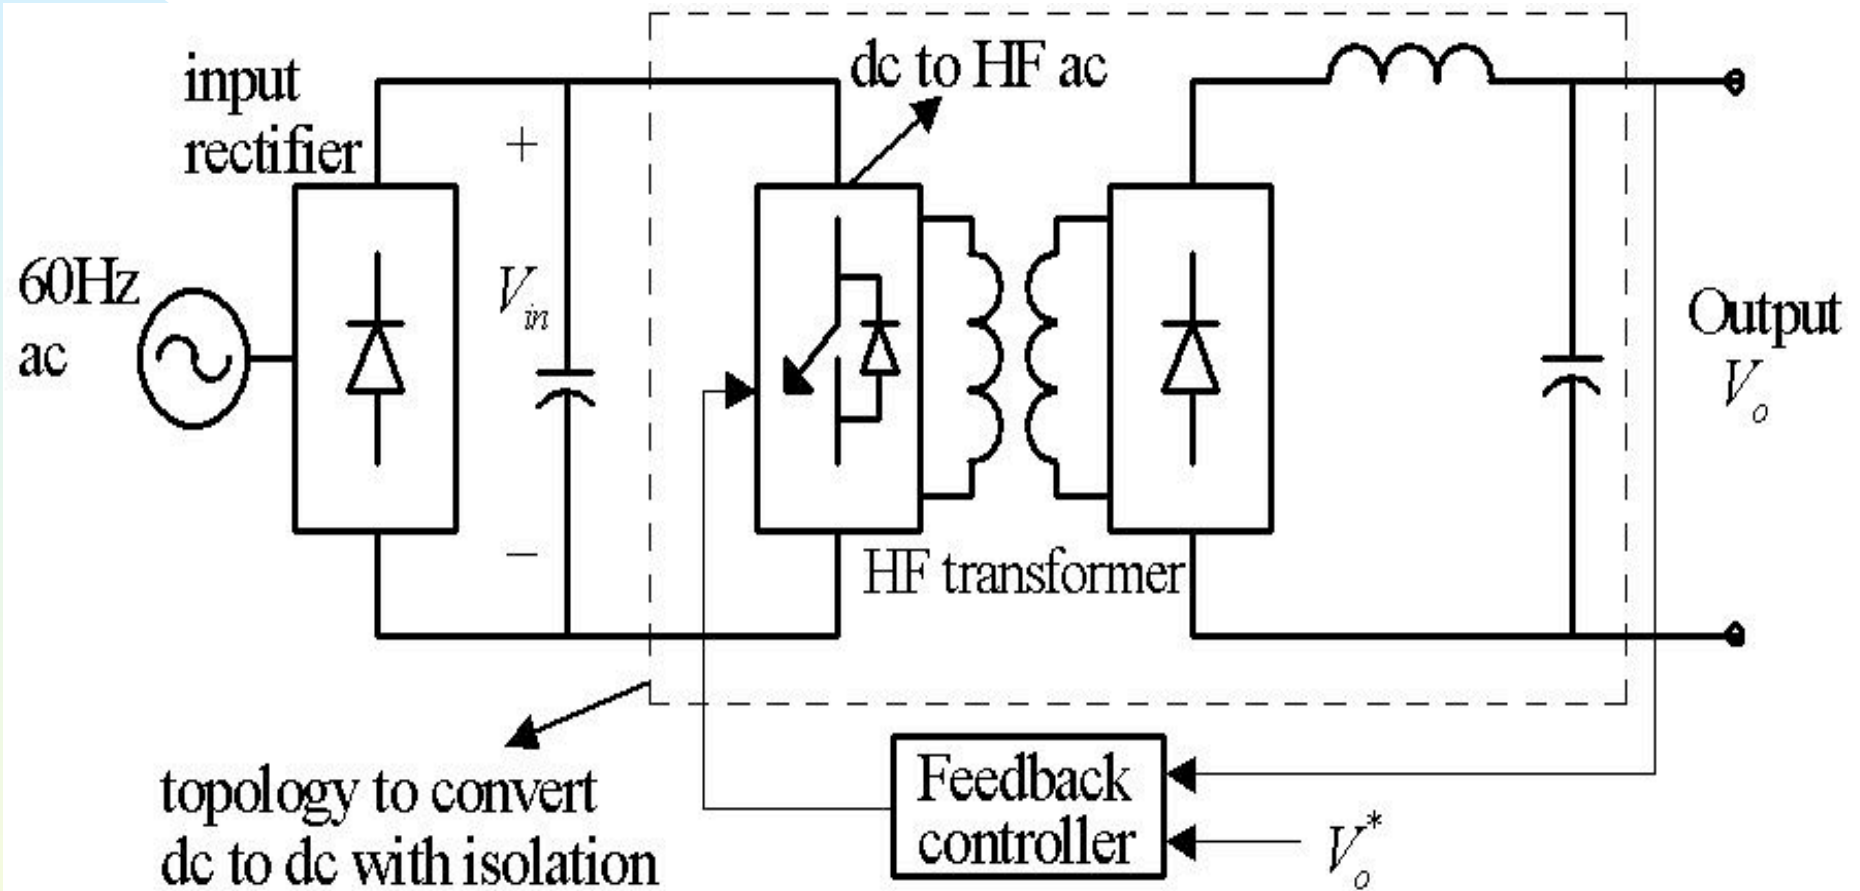 input
rectifier
dc to HF ac
60Hz
ac
+
V_in
−
HF transformer
Output
V_o
topology to convert
dc to dc with isolation
Feedback
controller
V_o^*